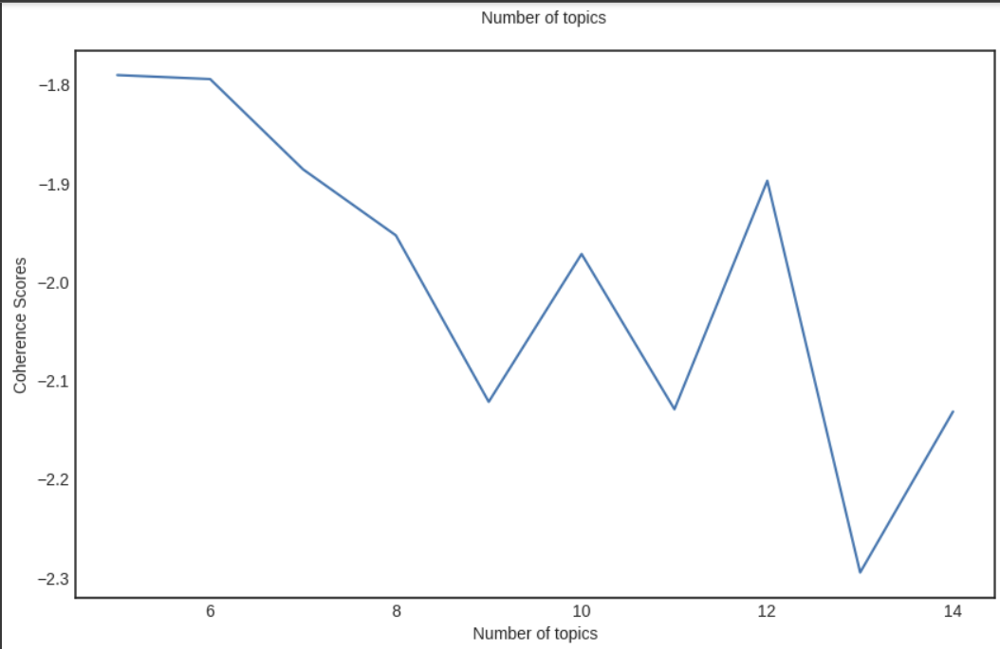 Number of topics
−1.8
−1.9
−2.0
−2.1
−2.2
−2.3
Coherence Scores
6 8 10 12 14
Number of topics